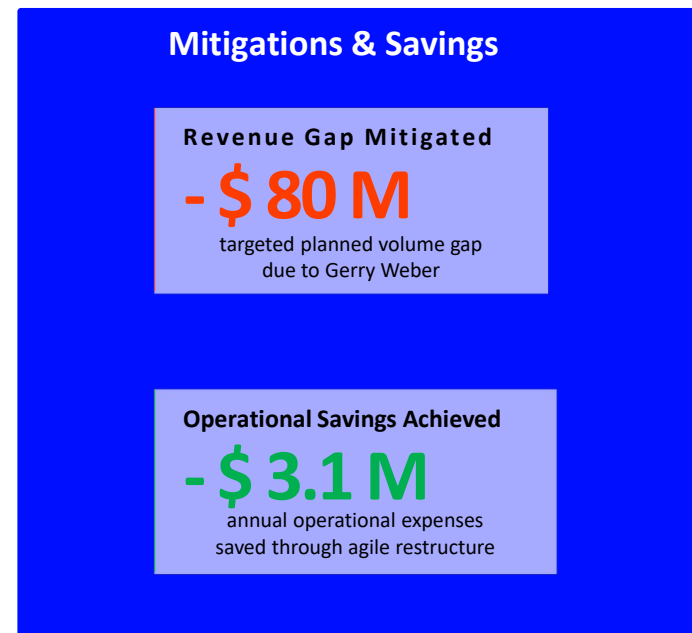 Mitigations & Savings
Revenue Gap Mitigated
- $ 80 M
targeted planned volume gap
due to Gerry Weber
Operational Savings Achieved
- $ 3.1 M
annual operational expenses
saved through agile restructure